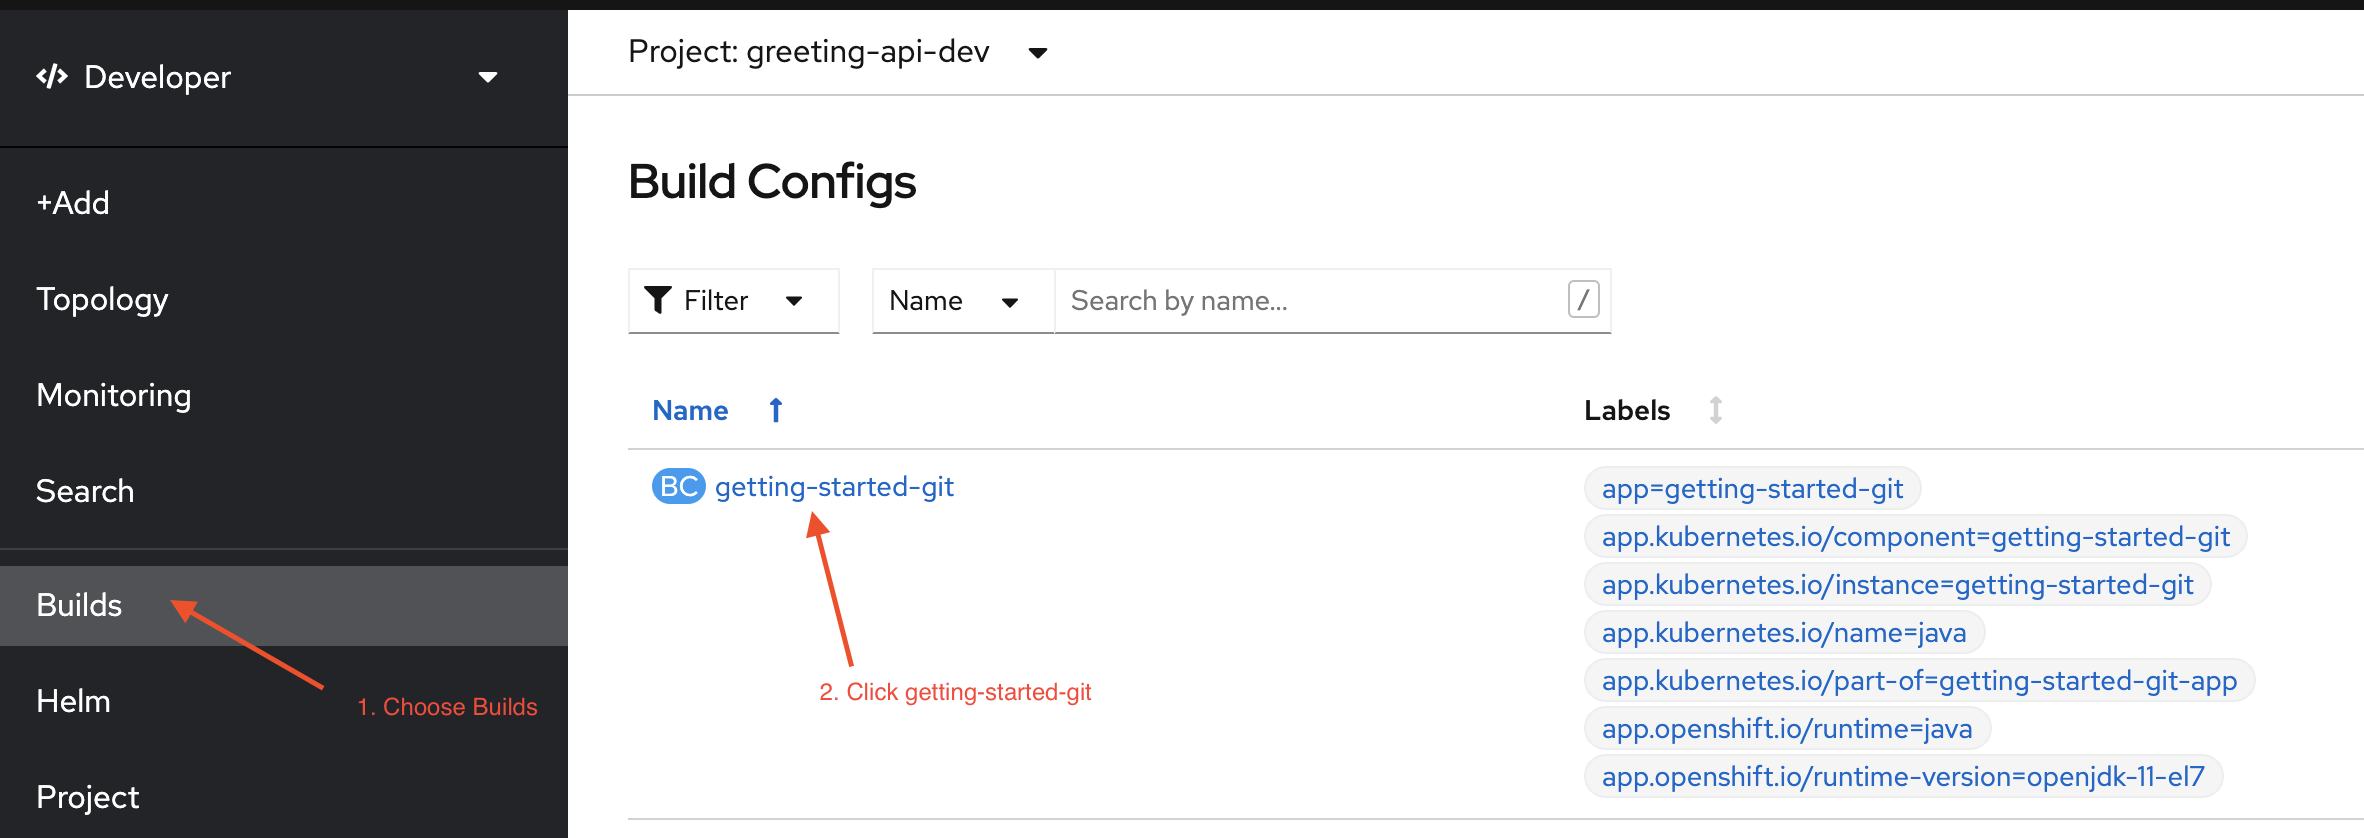 </> Developer
+Add
Topology
Monitoring
Search
Builds
1. Choose Builds
Helm
Project
Project: greeting-api-dev
Build Configs
Filter
Name
Search by name...
/
Name
Labels
BC getting-started-git
2. Click getting-started-git
app=getting-started-git
app.kubernetes.io/component=getting-started-git
app.kubernetes.io/instance=getting-started-git
app.kubernetes.io/name=java
app.kubernetes.io/part-of=getting-started-git-app
app.openshift.io/runtime=java
app.openshift.io/runtime-version=openjdk-11-el7